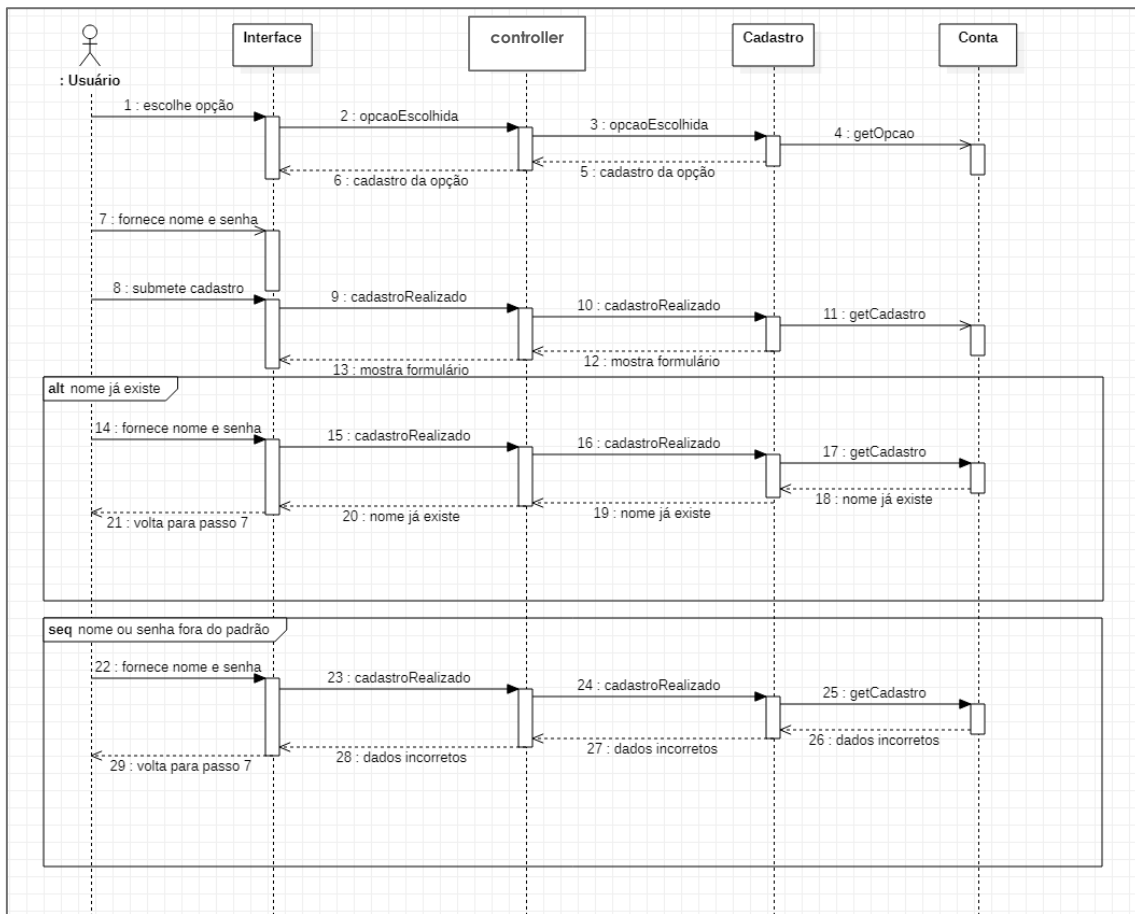 Interface
controller
Cadastro
Conta
: Usuário
1 : escolhe opção
2 : opcaoEscolhida
3 : opcaoEscolhida
4 : getOpcao
5 : cadastro da opção
6 : cadastro da opção
7 : fornece nome e senha
8 : submete cadastro
9 : cadastroRealizado
10 : cadastroRealizado
11 : getCadastro
12 : mostra formulário
13 : mostra formulário
alt nome já existe
14 : fornece nome e senha
15 : cadastroRealizado
16 : cadastroRealizado
17 : getCadastro
18 : nome já existe
19 : nome já existe
20 : nome já existe
21 : volta para passo 7
seq nome ou senha fora do padrão
22 : fornece nome e senha
23 : cadastroRealizado
24 : cadastroRealizado
25 : getCadastro
26 : dados incorretos
27 : dados incorretos
28 : dados incorretos
29 : volta para passo 7